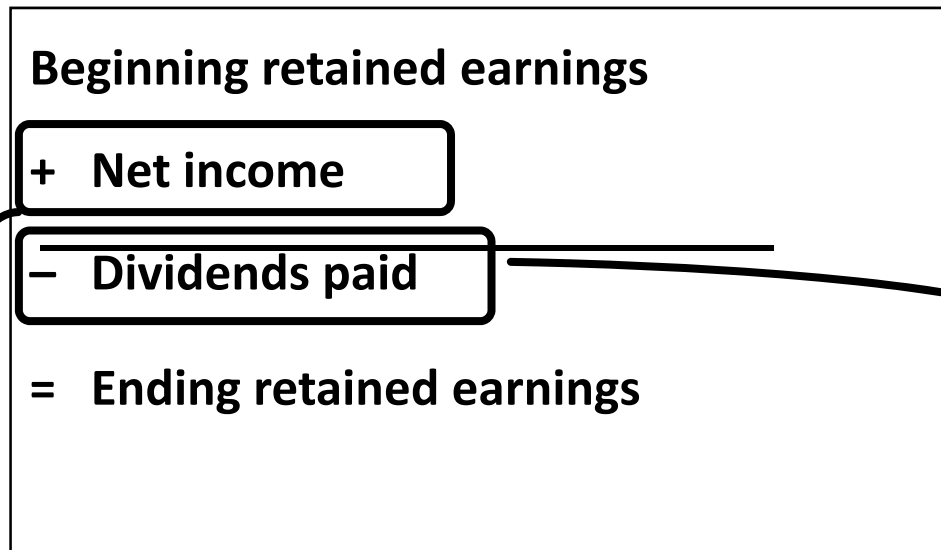 Beginning retained earnings
+ Net income
– Dividends paid
= Ending retained earnings